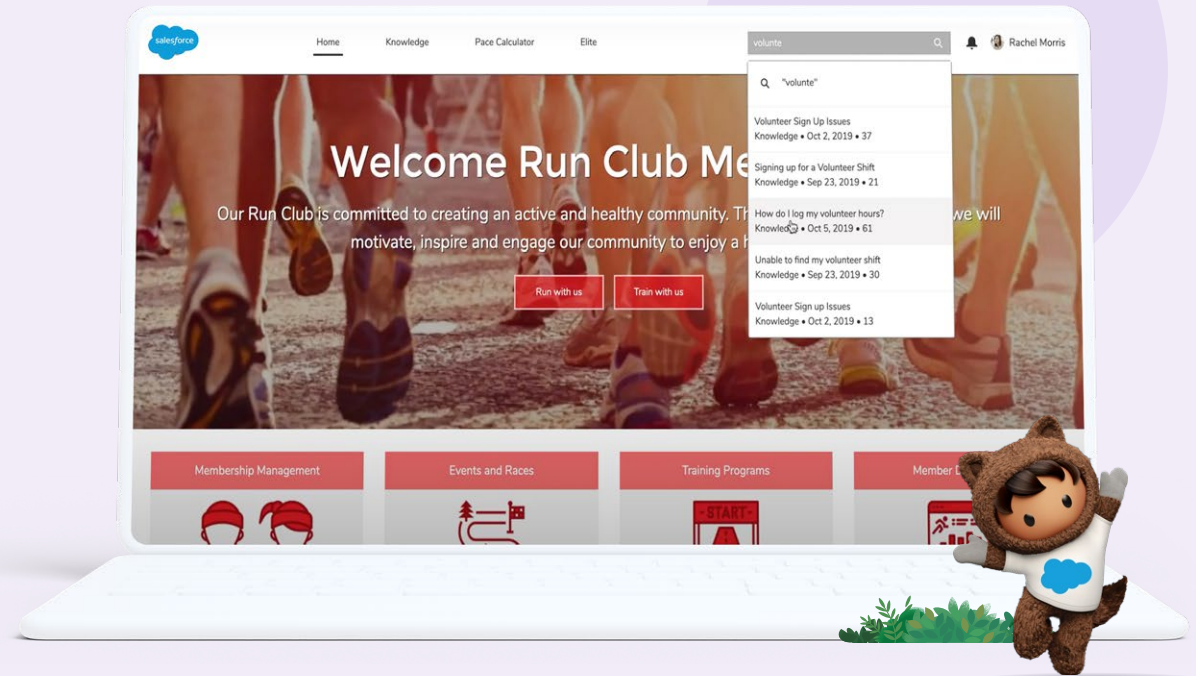 salesforce
Home
Knowledge
Pace Calculator
Elite
volunte
Rachel Morris
"volunte"
Volunteer Sign Up Issues
Knowledge • Oct 2, 2019 • 37
Signing up for a Volunteer Shift
Knowledge • Sep 23, 2019 • 21
How do I log my volunteer hours?
Knowled • Oct 5, 2019 • 61
Unable to find my volunteer shift
Knowledge • Sep 23, 2019 • 30
Volunteer Sign up Issues
Knowledge • Oct 2, 2019 • 13
Welcome Run Club Me
Our Run Club is committed to creating an active and healthy community. Th we will
motivate, inspire and engage our community to enjoy a h
Run with us
Train with us
Membership Management
Events and Races
Training Programs
Member D
- START -